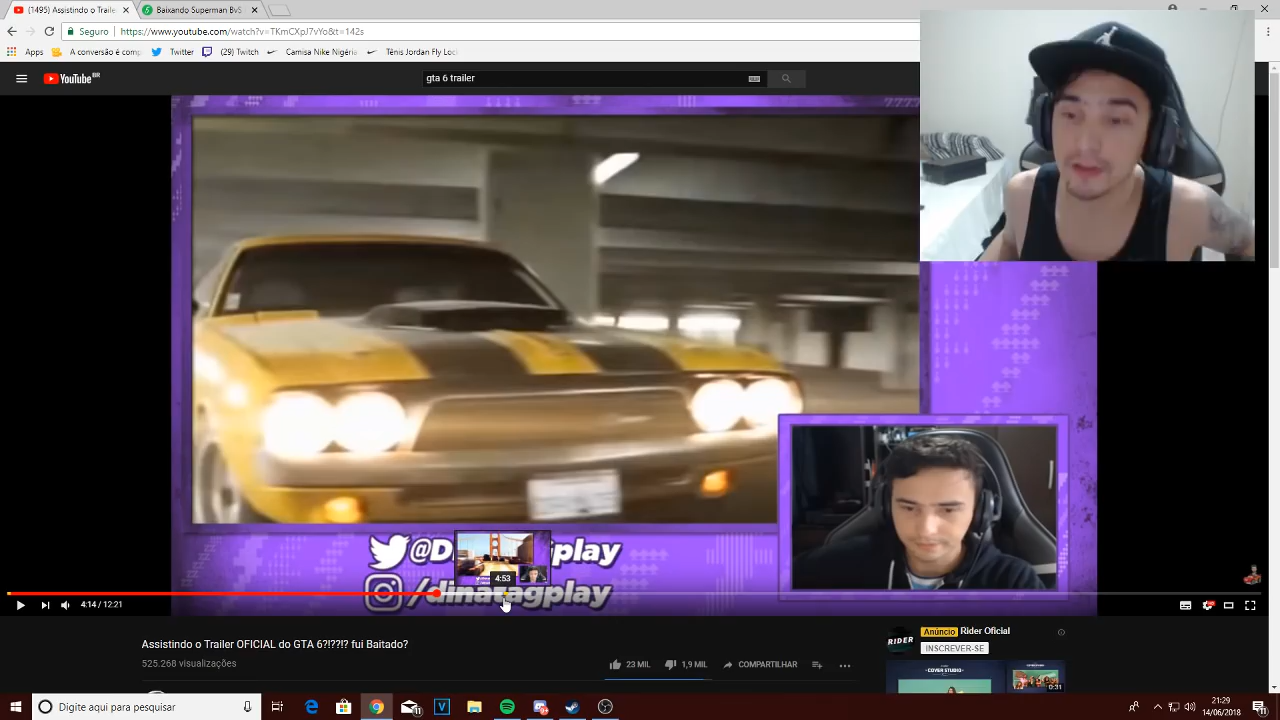 (1495) Assistindo o Traile
Baixando Superman BvS
Seguro
https://www.youtube.com/watch?v=TKmCXpJ7vYo&t=142s
Apps
A conversão é comp
Twitter
(29) Twitch
Camisa Nike Nigéria
Tênis Jordan Fly Loc
YouTube BR
gta 6 trailer
4:53
/dinaragplay
4:14 / 12:21
Assistindo o Trailer OFICIAL de GTA 6?!??!? fui Baitado?
525.268 visualizações
23 MIL
1,9 MIL
COMPARTILHAR
RIDER
Anúncio
Rider Oficial
INSCREVER-SE
COVER STUDIO
0:31
Digite aqui para pesquisar
21:29
14/06/2018